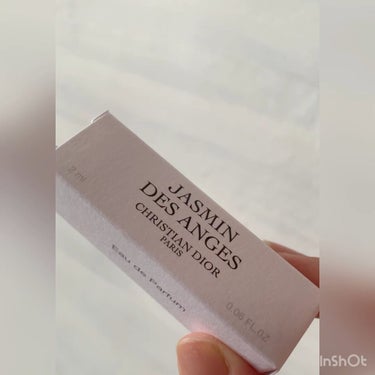 JASMIN
DES ANGES
CHRISTIAN DIOR
PARIS
2 ml
0.06 FL.OZ
Eau de Parfum
InShOt